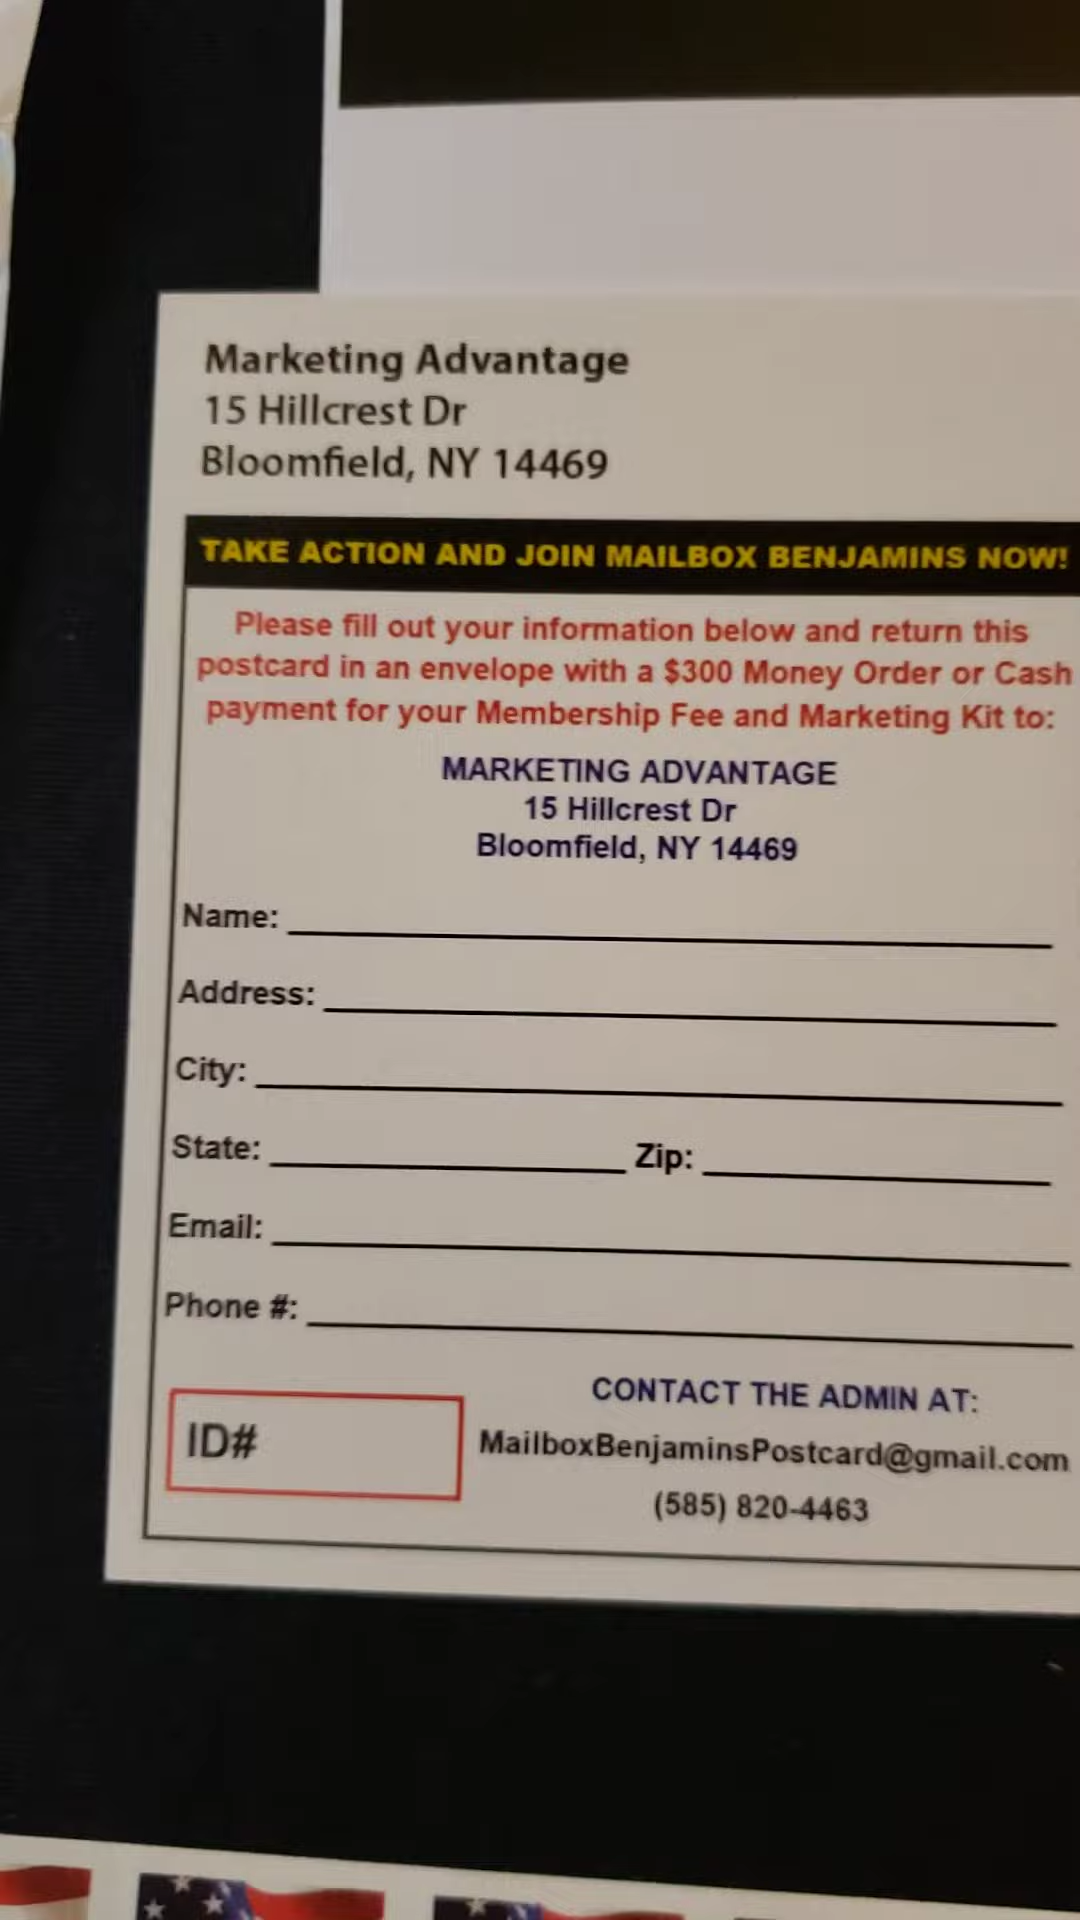 Marketing Advantage
15 Hillcrest Dr
Bloomfield, NY 14469
TAKE ACTION AND JOIN MAILBOX BENJAMINS NOW!
Please fill out your information below and return this
postcard in an envelope with a $300 Money Order or Cash
payment for your Membership Fee and Marketing Kit to:
MARKETING ADVANTAGE
15 Hillcrest Dr
Bloomfield, NY 14469
Name:
Address:
City:
State: Zip:
Email:
Phone #:
ID#
CONTACT THE ADMIN AT:
MailboxBenjaminsPostcard@gmail.com
(585) 820-4463